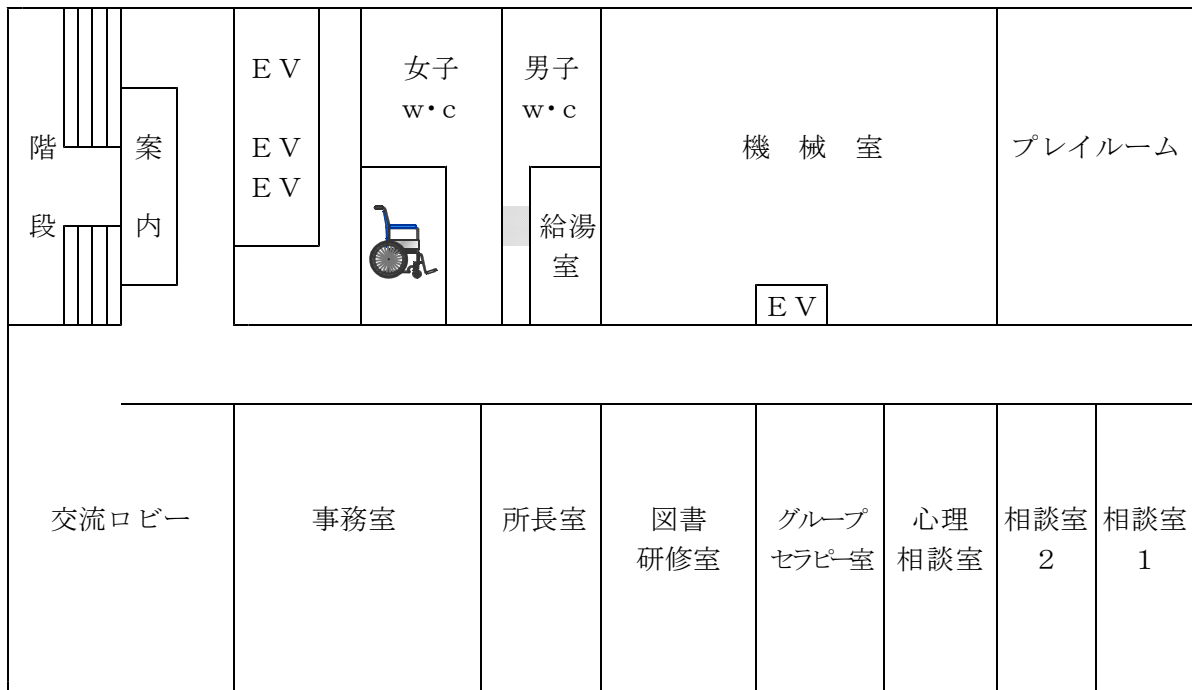 階段
案内
ＥＶ
ＥＶ
ＥＶ
女子
ｗ・ｃ
男子
ｗ・ｃ
給湯
室
機　械　室
ＥＶ
プレイルーム
交流ロビー
事務室
所長室
図書
研修室
グループ
セラピー室
心理
相談室
相談室
２
相談室
１